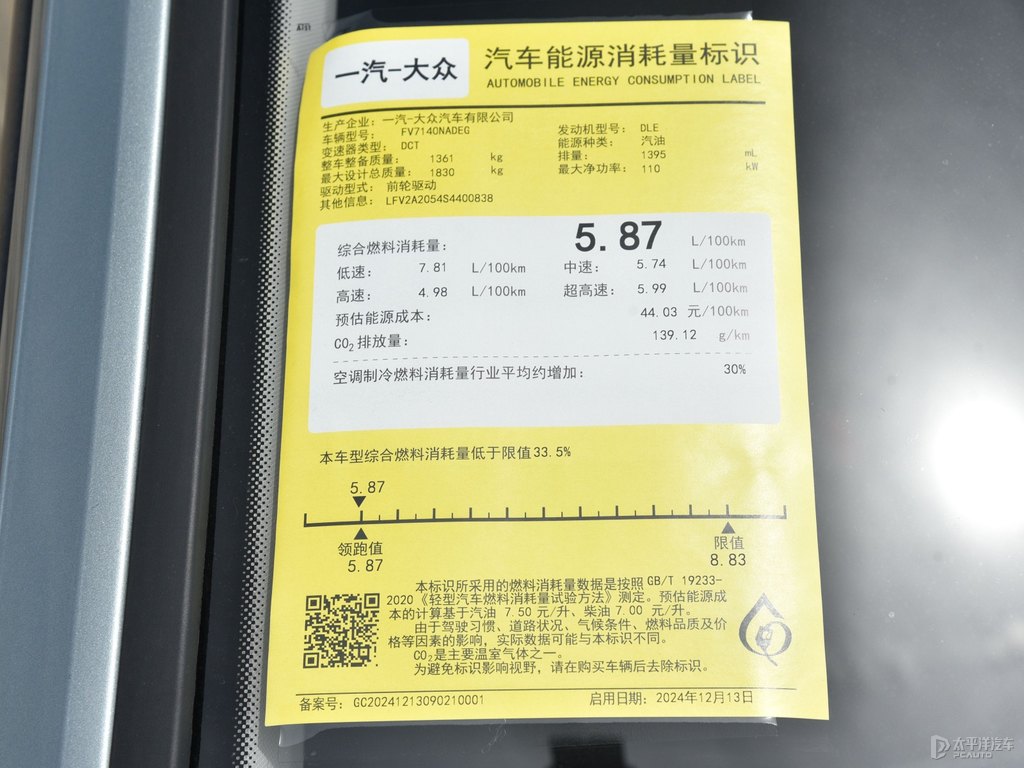 一汽-大众
汽车能源消耗量标识
AUTOMOBILE ENERGY CONSUMPTION LABEL
生产企业: 一汽-大众汽车有限公司
车辆型号: FV7140NADEG
变速器类型: DCT
整车整备质量: 1361 kg
最大设计总质量: 1830 kg
驱动型式: 前轮驱动
其他信息: LFV2A2054S4400838
发动机型号: DLE
能源种类: 汽油
排量: 1395 mL
最大净功率: 110 kW
综合燃料消耗量: 5.87 L/100km
低速: 7.81 L/100km 中速: 5.74 L/100km
高速: 4.98 L/100km 超高速: 5.99 L/100km
预估能源成本: 44.03 元/100km
CO2排放量: 139.12 g/km
空调制冷燃料消耗量行业平均约增加: 30%
本车型综合燃料消耗量低于限值33.5%
5.87
领跑值
5.87
限值
8.83
本标识所采用的燃料消耗量数据是按照GB/T 19233-
2020《轻型汽车燃料消耗量试验方法》测定。预估能源成
本的计算基于汽油 7.50 元/升、柴油 7.00 元/升。
由于驾驶习惯、道路状况、气候条件、燃料品质及价
格等因素的影响，实际数据可能与本标识不同。
CO2是主要温室气体之一。
为避免标识影响视野，请在购买车辆后去除标识。
备案号: GC20241213090210001 启用日期: 2024年12月13日
太平洋汽车
PCAUTO